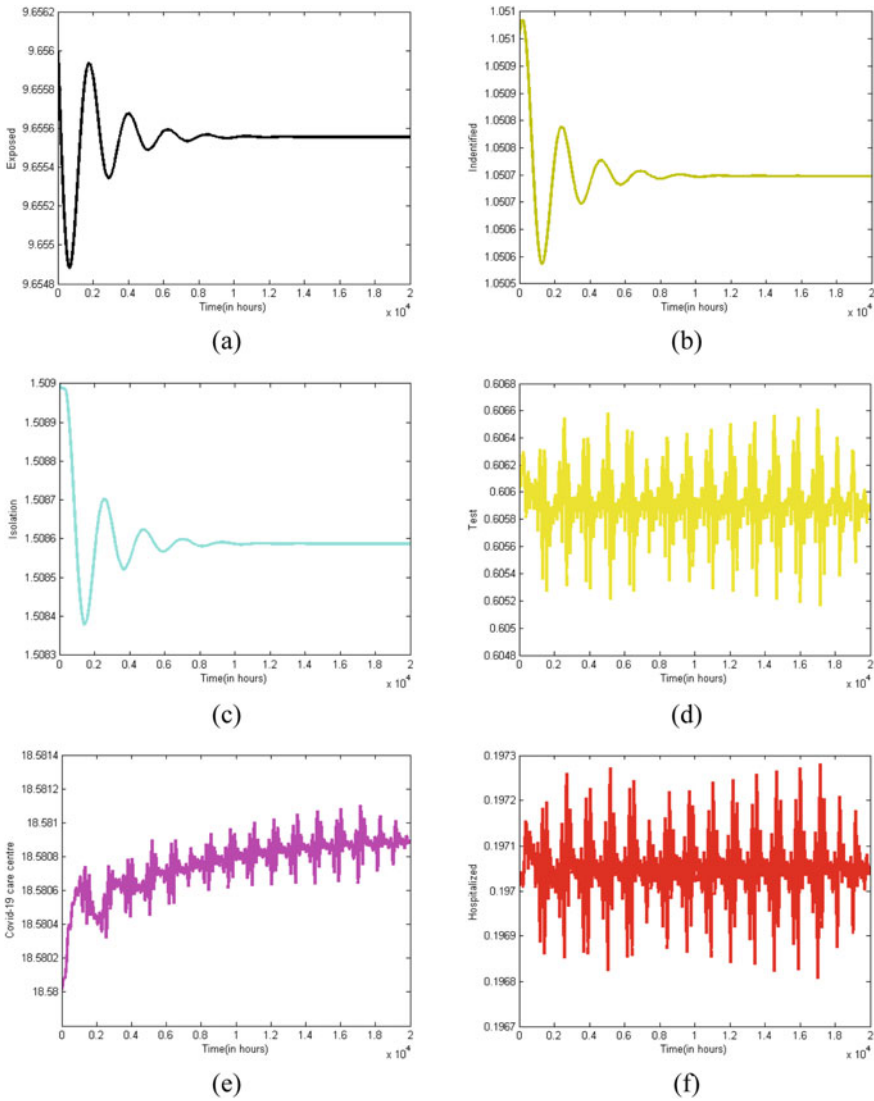 9.6562
9.656
9.6558
9.6556
9.6554
9.6552
9.655
9.6548
Exposed
0 0.2 0.4 0.6 0.8 1 1.2 1.4 1.6 1.8 2
Time(in hours)
x 10^4
(a)
1.051
1.0509
1.0509
1.0508
1.0508
1.0507
1.0507
1.0506
1.0506
1.0505
Indentified
0 0.2 0.4 0.6 0.8 1 1.2 1.4 1.6 1.8 2
Time(in hours)
x 10^4
(b)
1.509
1.5089
1.5088
1.5087
1.5086
1.5085
1.5084
1.5083
Isolation
0 0.2 0.4 0.6 0.8 1 1.2 1.4 1.6 1.8 2
Time(in hours)
x 10^4
(c)
0.6068
0.6066
0.6064
0.6062
0.606
0.6058
0.6056
0.6054
0.6052
0.605
0.6048
Test
0 0.2 0.4 0.6 0.8 1 1.2 1.4 1.6 1.8 2
Time(in hours)
x 10^4
(d)
18.5814
18.5812
18.581
18.5808
18.5806
18.5804
18.5802
18.58
Covid-19 care centre
0 0.2 0.4 0.6 0.8 1 1.2 1.4 1.6 1.8 2
Time(in hours)
x 10^4
(e)
0.1973
0.1972
0.1971
0.197
0.1969
0.1968
0.1967
Hospitalized
0 0.2 0.4 0.6 0.8 1 1.2 1.4 1.6 1.8 2
Time(in hours)
x 10^4
(f)